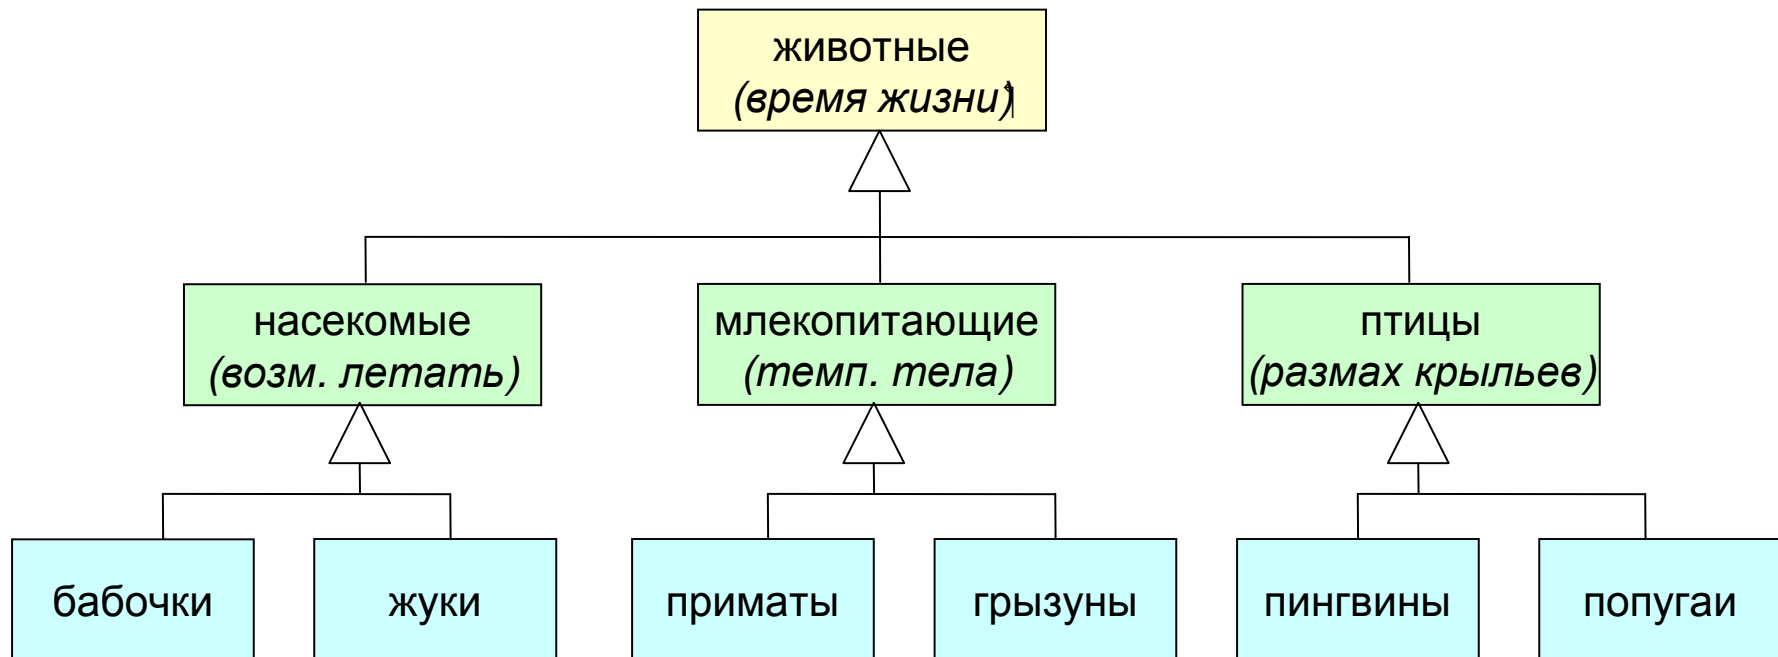 животные
(время жизни)
насекомые
(возм. летать)
млекопитающие
(темп. тела)
птицы
(размах крыльев)
бабочки
жуки
приматы
грызуны
пингвины
попугаи